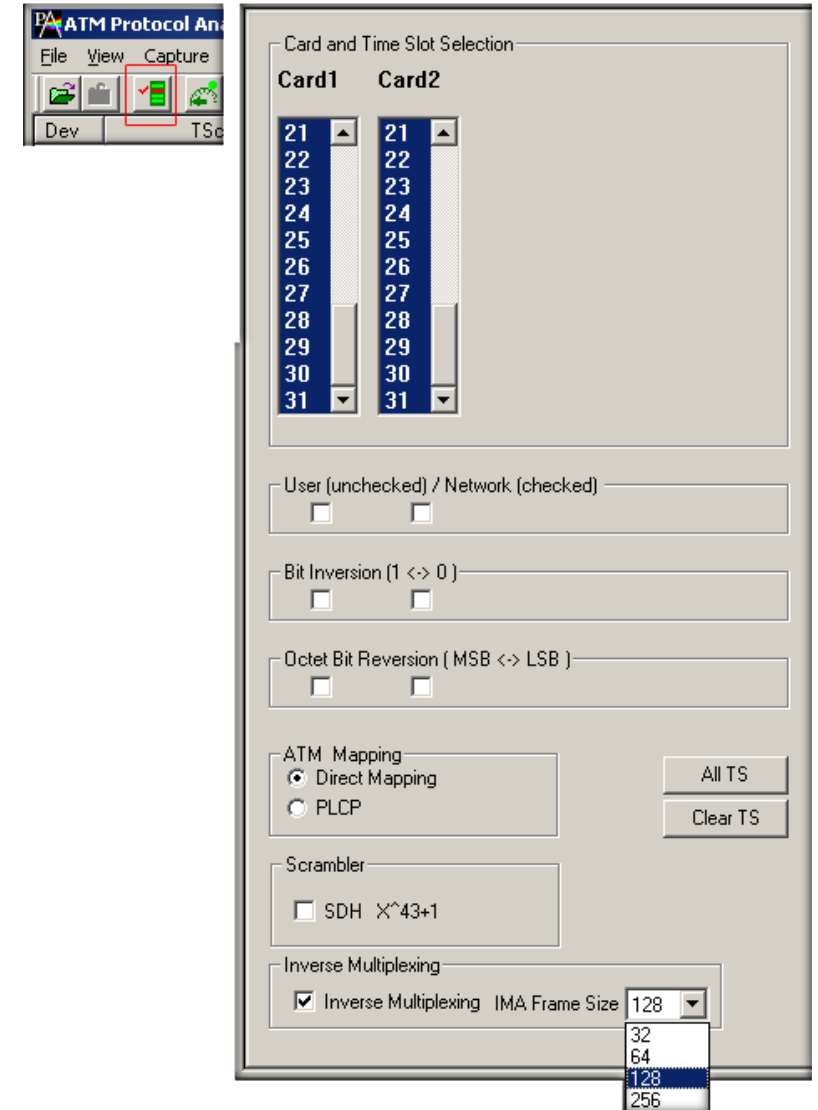 PA ATM Protocol Ana
File View Capture
Dev TSc
Card and Time Slot Selection
Card1 Card2
21 21
22 22
23 23
24 24
25 25
26 26
27 27
28 28
29 29
30 30
31 31
User (unchecked) / Network (checked)
Bit Inversion (1 <-> 0 )
Octet Bit Reversion ( MSB <-> LSB )
ATM Mapping
Direct Mapping
PLCP
All TS
Clear TS
Scrambler
SDH X^43+1
Inverse Multiplexing
Inverse Multiplexing IMA Frame Size 128
32
64
128
256